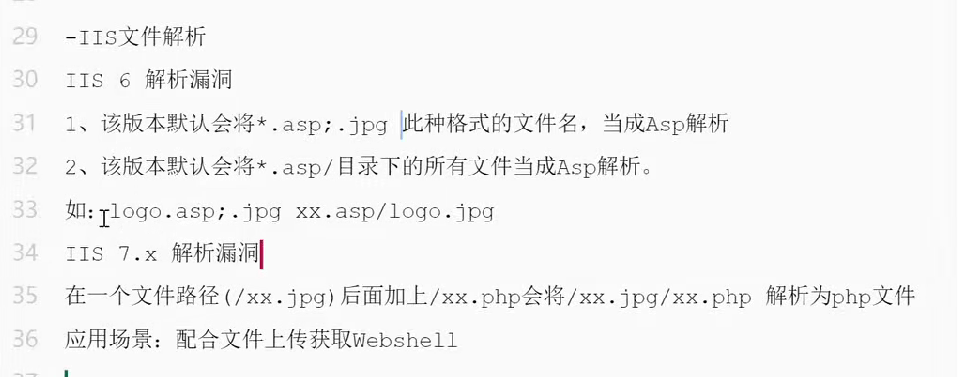 29 -IIS文件解析
30 IIS 6 解析漏洞
31 1、该版本默认会将*.asp;.jpg 此种格式的文件名，当成Asp解析
32 2、该版本默认会将*.asp/目录下的所有文件当成Asp解析。
33 如：logo.asp;.jpg xx.asp/logo.jpg
34 IIS 7.x 解析漏洞
35 在一个文件路径(/xx.jpg)后面加上/xx.php会将/xx.jpg/xx.php 解析为php文件
36 应用场景：配合文件上传获取Webshell